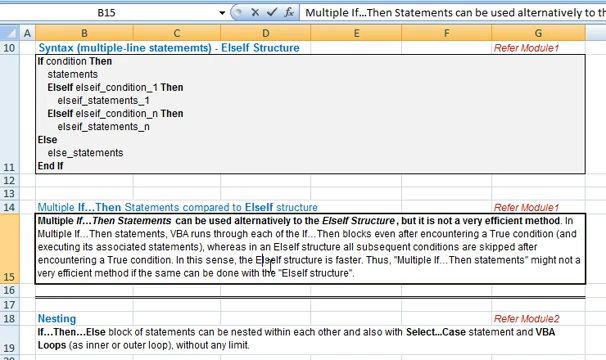 B15 fx Multiple If...Then Statements can be used alternatively to th
A B C D E F G
10 Syntax (multiple-line statememts) - ElseIf Structure Refer Module1
If condition Then
statements
ElseIf elseif_condition_1 Then
elseif_statements_1
ElseIf elseif_condition_n Then
elseif_statements_n
Else
else_statements
11 End If
12
13
14 Multiple If...Then Statements compared to ElseIf structure Refer Module1
Multiple If...Then Statements can be used alternatively to the ElseIf Structure, but it is not a very efficient method. In
Multiple If...Then statements, VBA runs through each of the If...Then blocks even after encountering a True condition (and
executing its associated statements), whereas in an ElseIf structure all subsequent conditions are skipped after
encountering a True condition. In this sense, the ElseIf structure is faster. Thus, "Multiple If...Then statements" might not a
15 very efficient method if the same can be done with the "ElseIf structure".
16
17
18 Nesting Refer Module2
If...Then...Else block of statements can be nested within each other and also with Select...Case statement and VBA
19 Loops (as inner or outer loop), without any limit.